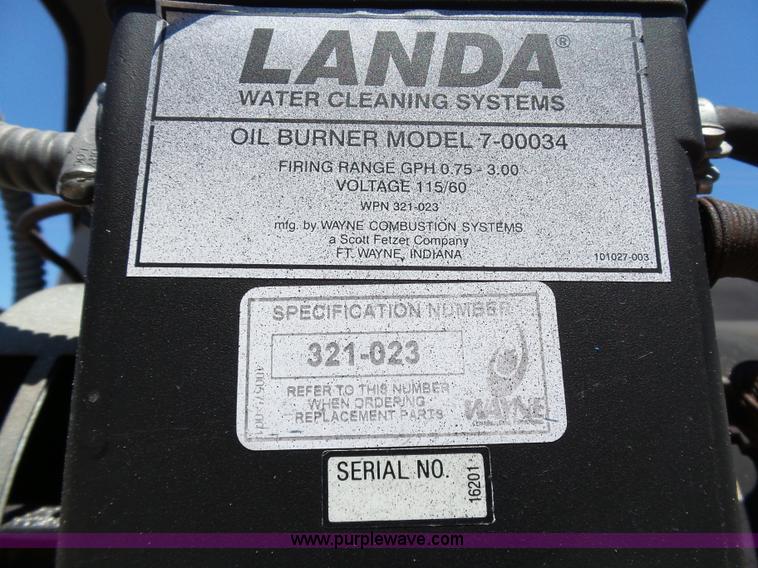 LANDA®
WATER CLEANING SYSTEMS
OIL BURNER MODEL 7-00034
FIRING RANGE GPH 0.75 - 3.00
VOLTAGE 115/60
WPN 321-023
mfg. by WAYNE COMBUSTION SYSTEMS
a Scott Fetzer Company
FT. WAYNE, INDIANA
101027-003
SPECIFICATION NUMBER
321-023
REFER TO THIS NUMBER
WHEN ORDERING
REPLACEMENT PARTS
WAYNE
SERIAL NO.
16201
www.purplewave.com